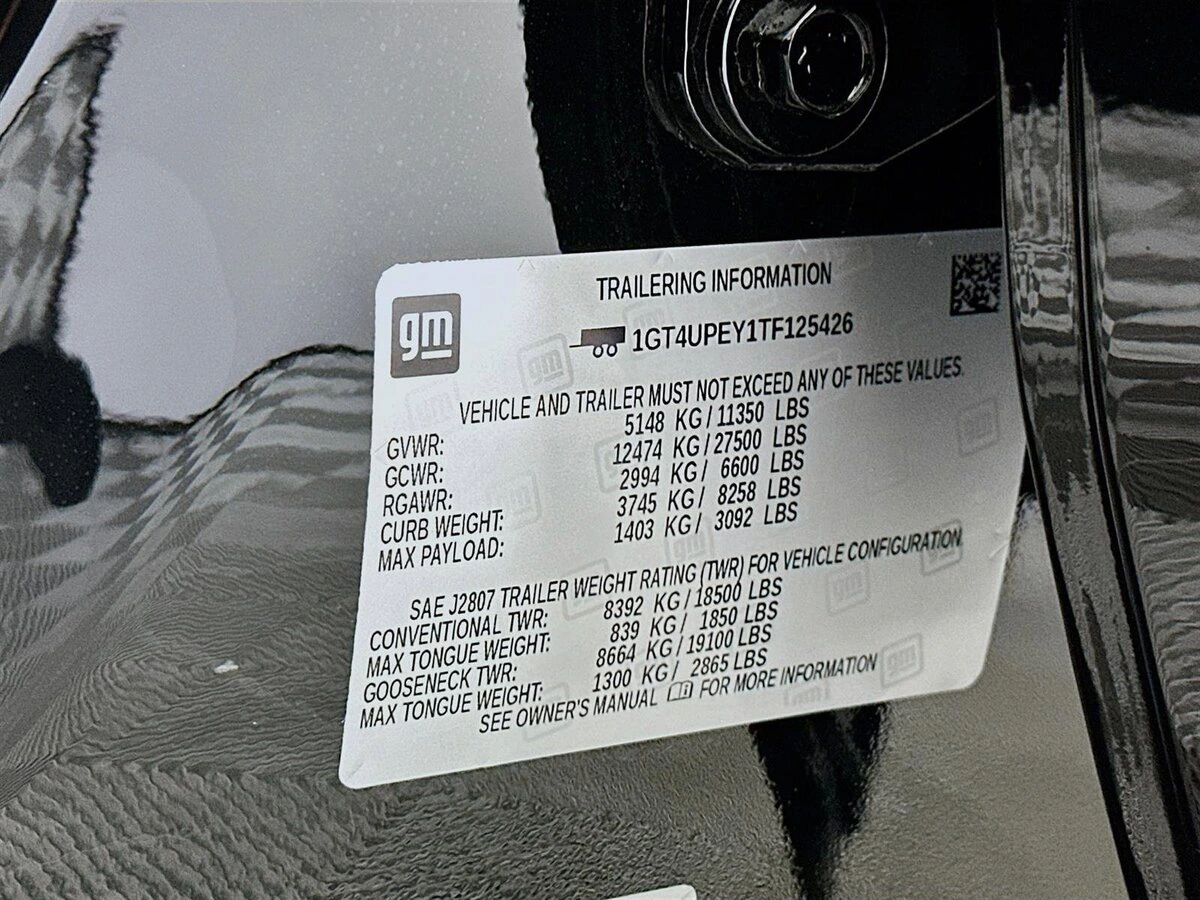 gm
TRAILERING INFORMATION
1GT4UPEY1TF125426
VEHICLE AND TRAILER MUST NOT EXCEED ANY OF THESE VALUES.
GVWR: 5148 KG/11350 LBS
GCWR: 12474 KG/27500 LBS
RGAWR: 2994 KG/ 6600 LBS
CURB WEIGHT: 3745 KG/ 8258 LBS
MAX PAYLOAD: 1403 KG/ 3092 LBS
SAE J2807 TRAILER WEIGHT RATING (TWR) FOR VEHICLE CONFIGURATION
CONVENTIONAL TWR: 8392 KG/18500 LBS
MAX TONGUE WEIGHT: 839 KG/ 1850 LBS
GOOSENECK TWR: 8664 KG/19100 LBS
MAX TONGUE WEIGHT: 1300 KG/ 2865 LBS
SEE OWNER'S MANUAL FOR MORE INFORMATION